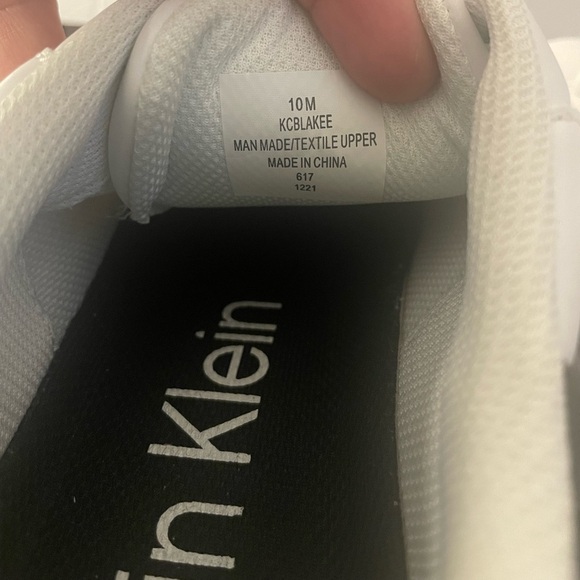 10 M
KCBLAKEE
MAN MADE/TEXTILE UPPER
MADE IN CHINA
617
1221
in Klein